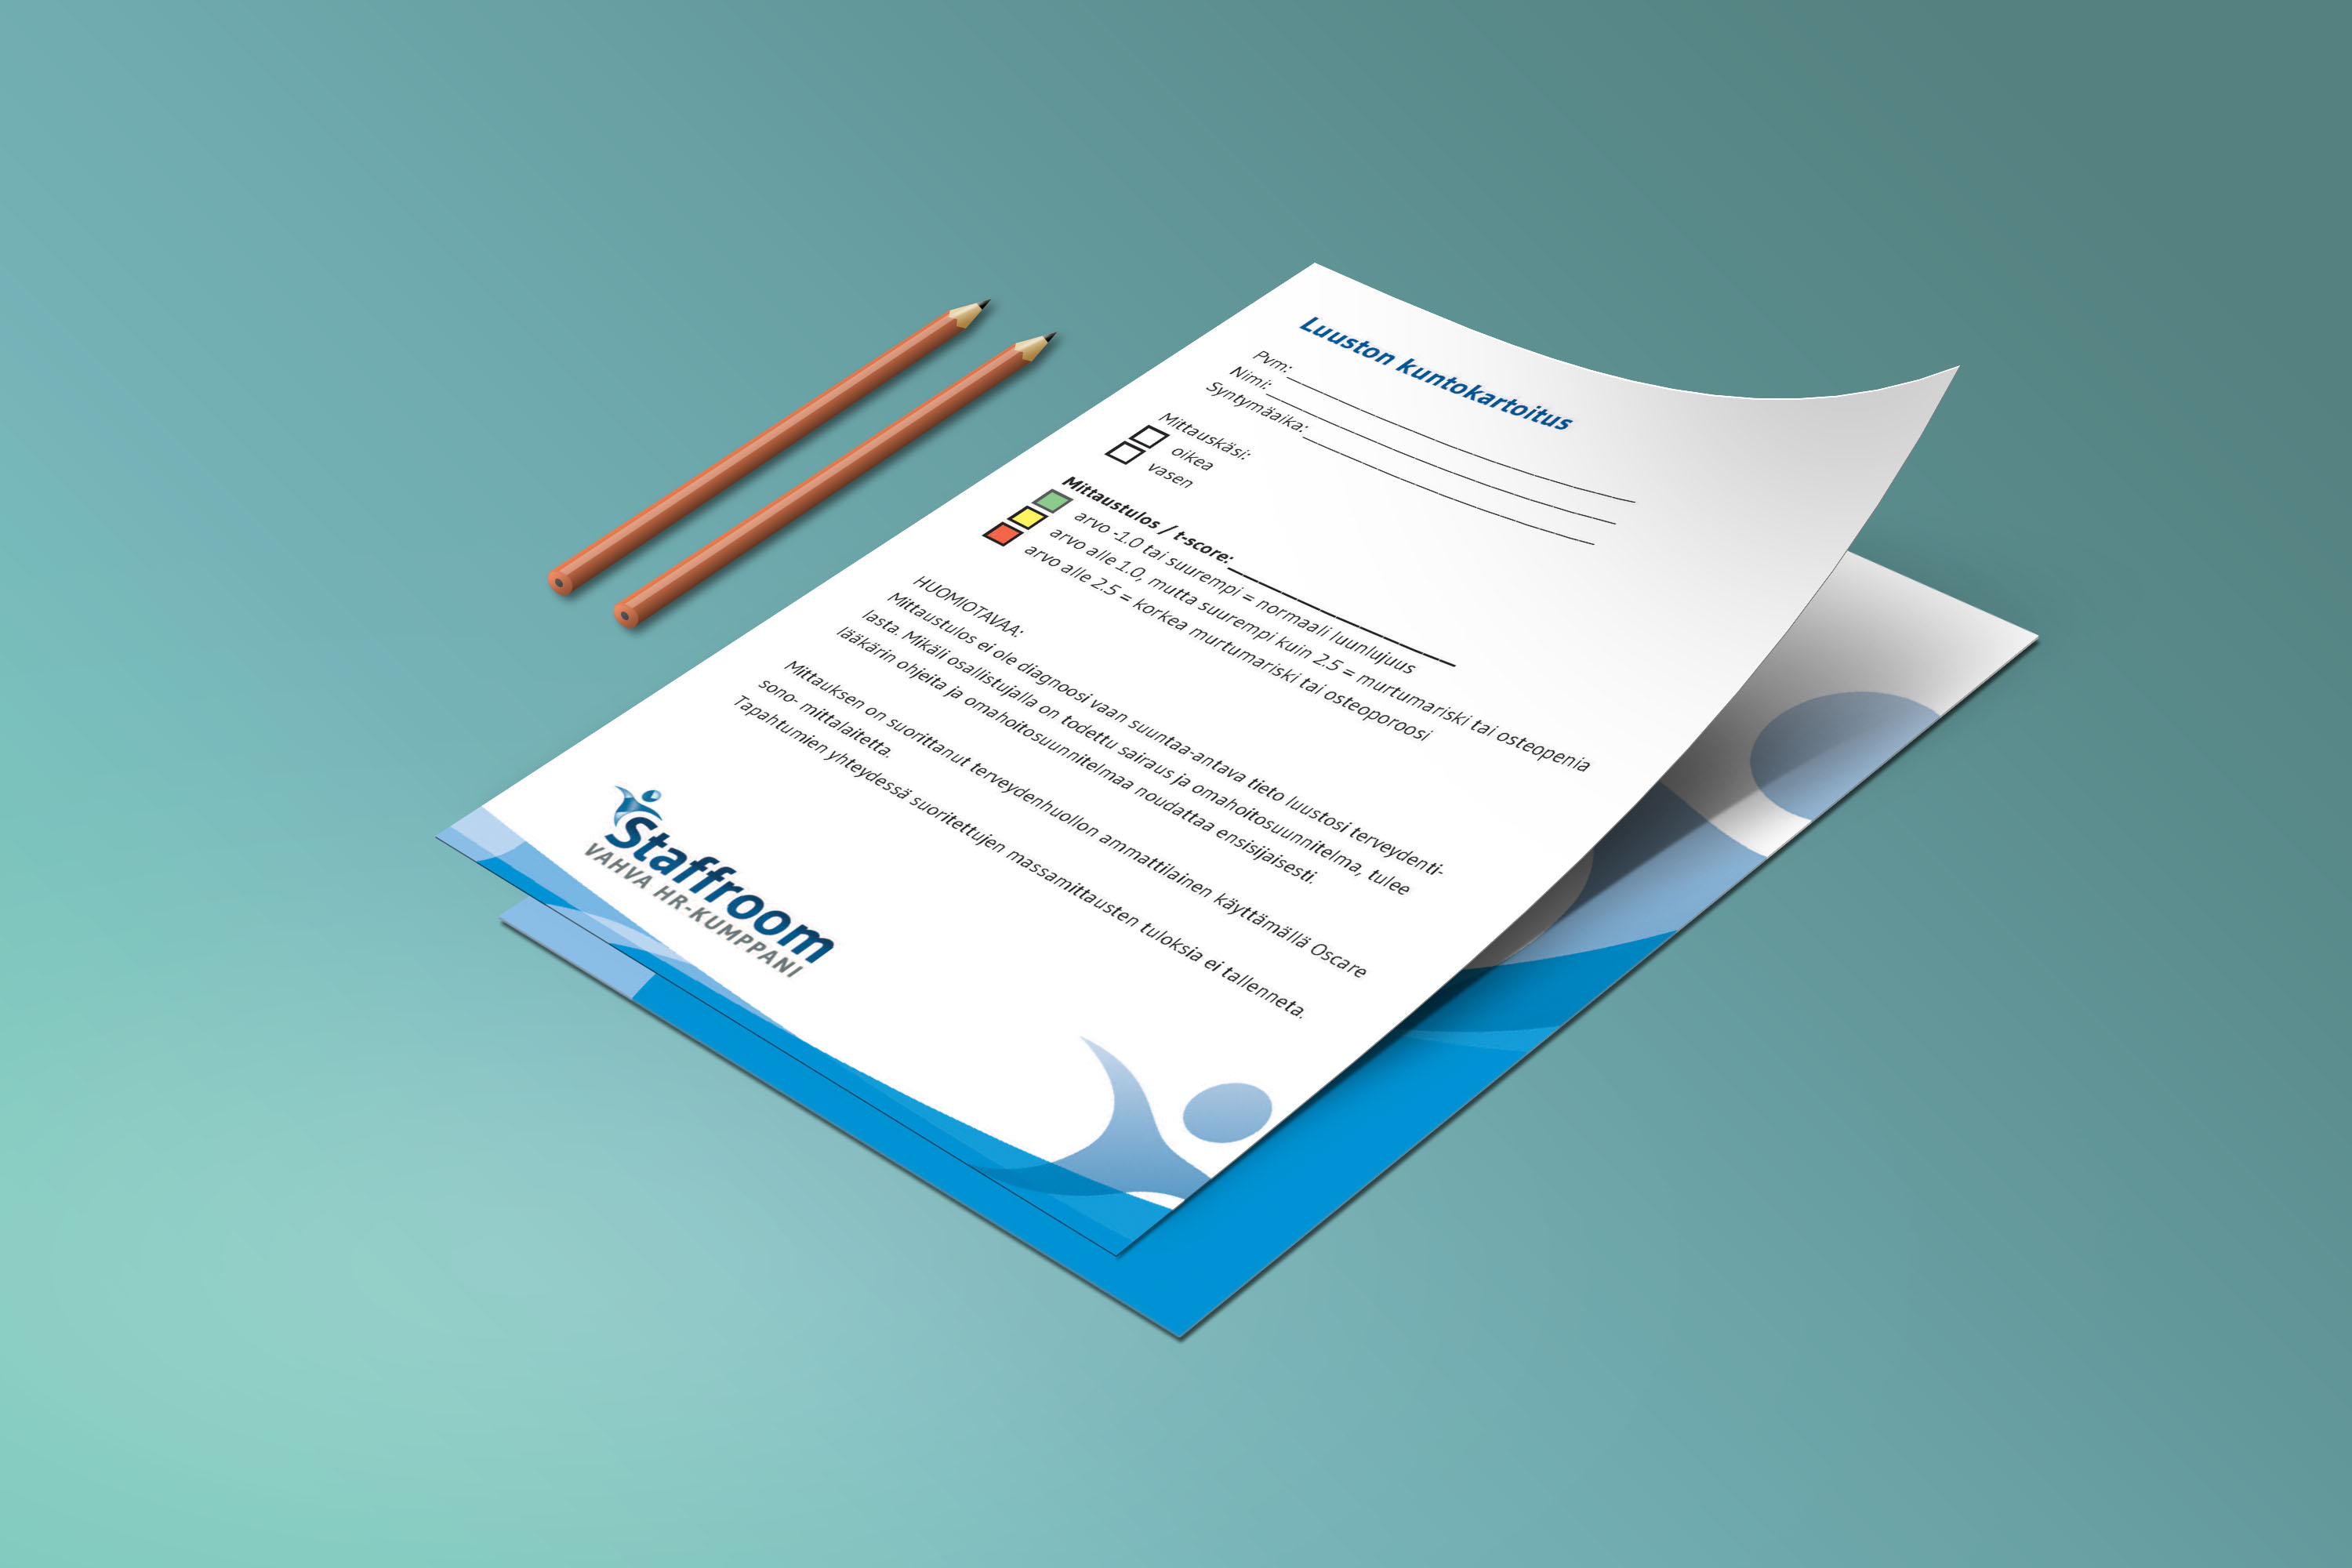 Luuston kuntokartoitus
Pvm:
Nimi:
Syntymäaika:
Mittauskäsi:
oikea
vasen
Mittaustulos / t-score:
arvo -1.0 tai suurempi = normaali luunlujuus
arvo alle 1.0, mutta suurempi kuin 2.5 = murtumariski tai osteopenia
arvo alle 2.5 = korkea murtumariski tai osteoporoosi
HUOMIOTAVAA:
Mittaustulos ei ole diagnoosi vaan suuntaa-antava tieto luustosi terveydenti-
lasta. Mikäli osallistujalla on todettu sairaus ja omahoitosuunnitelma, tulee
lääkärin ohjeita ja omahoitosuunnitelmaa noudattaa ensisijaisesti.
Mittauksen on suorittanut terveydenhuollon ammattilainen käyttämällä Oscare
sono- mittalaitetta.
Tapahtumien yhteydessä suoritettujen massamittausten tuloksia ei tallenneta.
Staffroom
VAHVA HR-KUMPPANI